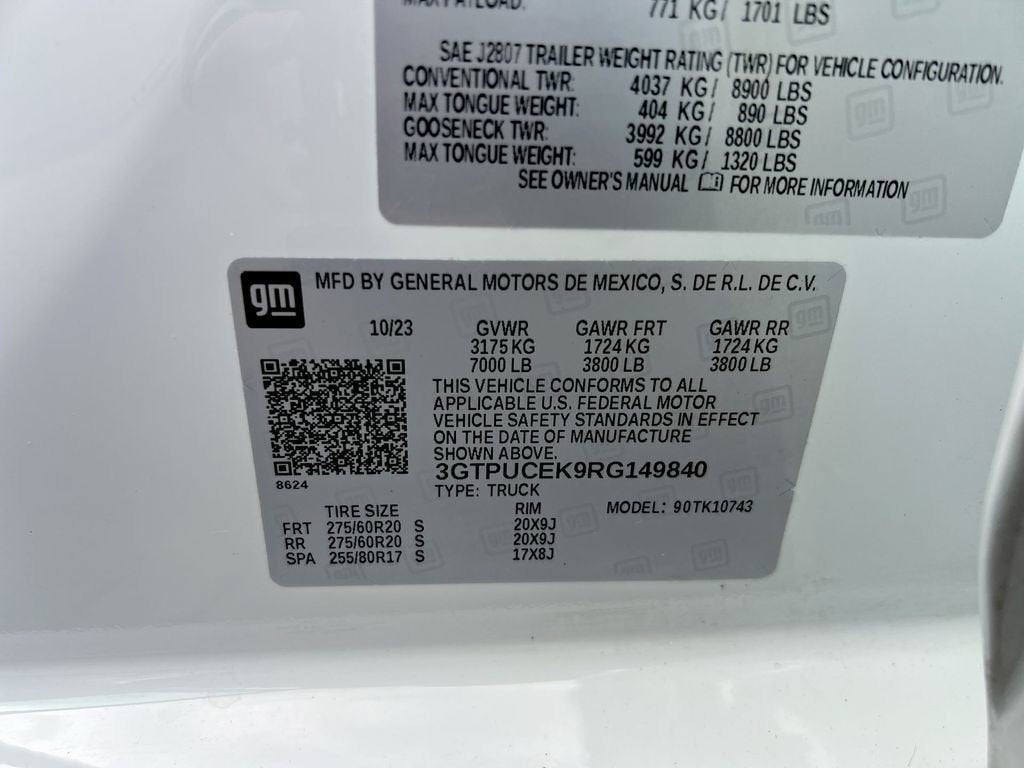 MAX PAYLOAD: 771 KG/ 1701 LBS
SAE J2807 TRAILER WEIGHT RATING (TWR) FOR VEHICLE CONFIGURATION.
CONVENTIONAL TWR: 4037 KG/ 8900 LBS
MAX TONGUE WEIGHT: 404 KG/ 890 LBS
GOOSENECK TWR: 3992 KG/ 8800 LBS
MAX TONGUE WEIGHT: 599 KG/ 1320 LBS
SEE OWNER'S MANUAL FOR MORE INFORMATION
gm MFD BY GENERAL MOTORS DE MEXICO, S. DE R.L. DE C.V.
10/23 GVWR GAWR FRT GAWR RR
3175 KG 1724 KG 1724 KG
7000 LB 3800 LB 3800 LB
THIS VEHICLE CONFORMS TO ALL
APPLICABLE U.S. FEDERAL MOTOR
VEHICLE SAFETY STANDARDS IN EFFECT
ON THE DATE OF MANUFACTURE
SHOWN ABOVE.
3GTPUCEK9RG149840
8624
TYPE: TRUCK
TIRE SIZE RIM MODEL: 90TK10743
FRT 275/60R20 S 20X9J
RR 275/60R20 S 20X9J
SPA 255/80R17 S 17X8J